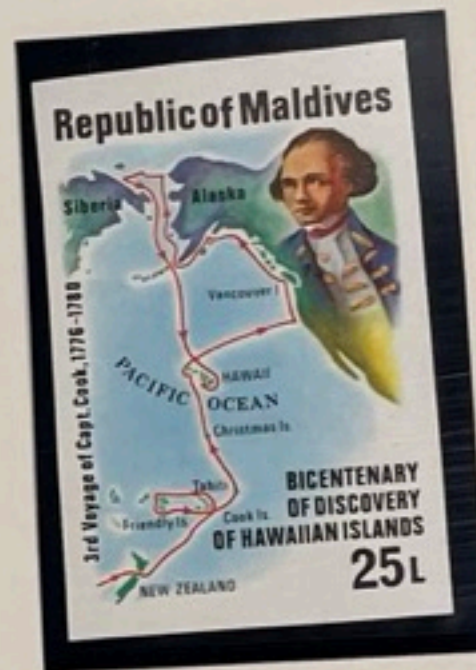 Republic of Maldives
Siberia
Alaska
Vancouver I
3rd Voyage of Capt. Cook, 1776-1780
HAWAII
PACIFIC OCEAN
Christmas Is.
Tahiti
Friendly Is.
Cook Is.
NEW ZEALAND
BICENTENARY
OF DISCOVERY
OF HAWAIIAN ISLANDS
25L